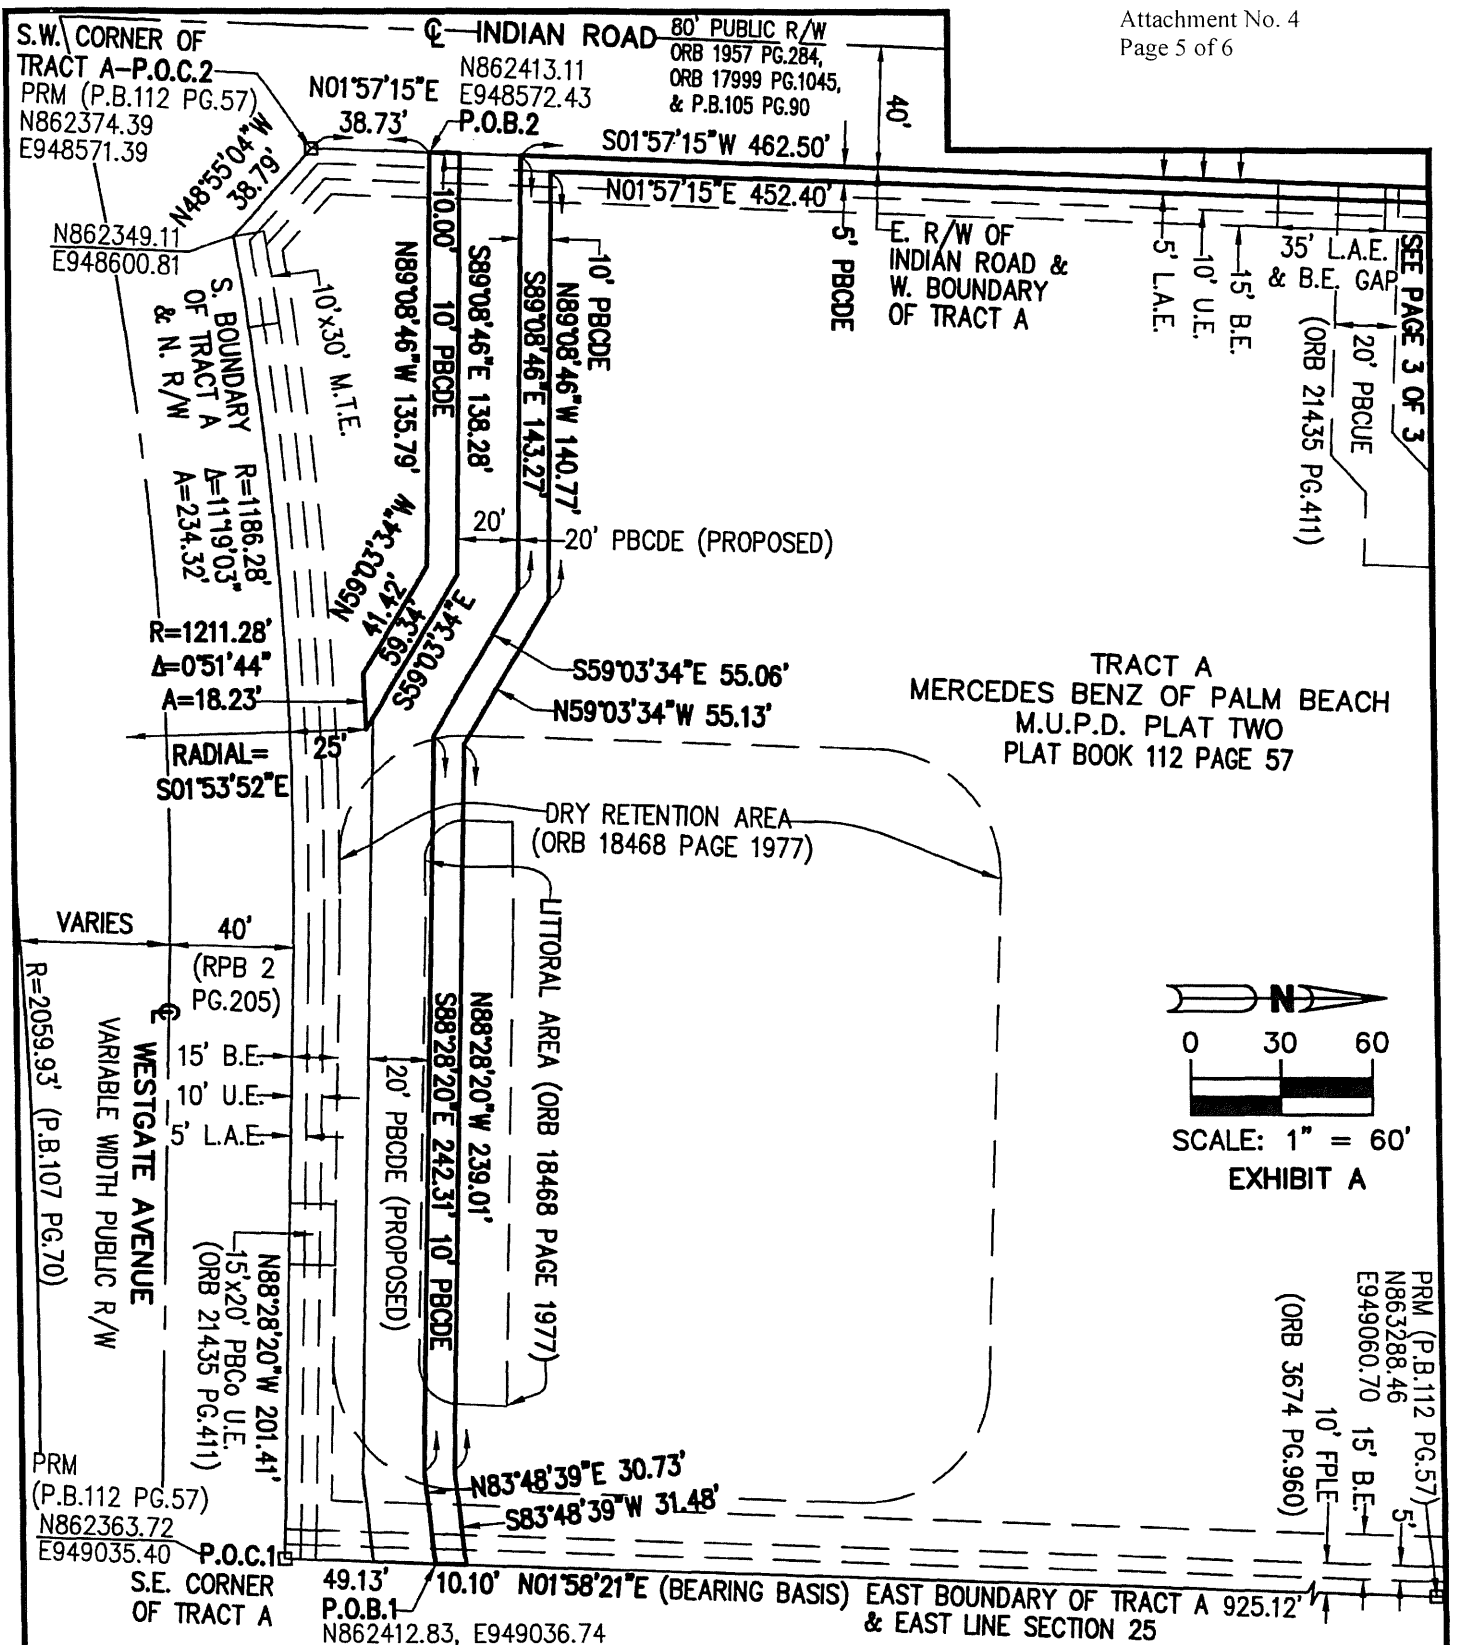 Attachment No. 4
Page 5 of 6
S.W. CORNER OF
TRACT A-P.O.C.2
PRM (P.B.112 PG.57)
N862374.39
E948571.39
N01°57'15"E
38.73'
℄ INDIAN ROAD
N862413.11
E948572.43
P.O.B.2
80' PUBLIC R/W
ORB 1957 PG.284,
ORB 17999 PG.1045,
& P.B.105 PG.90
40'
S01°57'15"W 462.50'
N01°57'15"E 452.40'
N48°55'04"W
38.79'
N862349.11
E948600.81
10'x30' M.T.E.
S. BOUNDARY
OF TRACT A
& N. R/W
R=1186.28'
Δ=11°19'03"
A=234.32'
10.00'
10' PBCDE
N89°08'46"W 135.79'
S89°08'46"E 138.28'
S89°08'46"E 143.27'
N89°08'46"W 140.77'
10' PBCDE
5' PBCDE
E. R/W OF
INDIAN ROAD &
W. BOUNDARY
OF TRACT A
5' L.A.E.
10' U.E.
15' B.E.
35' L.A.E.
& B.E. GAP
20' PBCUE
(ORB 21435 PG.411)
SEE PAGE 3 OF 3
20'
20' PBCDE (PROPOSED)
N59°03'34"W
41.42'
59.34'
S59°03'34"E
R=1211.28'
Δ=0°51'44"
A=18.23'
RADIAL=
S01°53'52"E
25'
S59°03'34"E 55.06'
N59°03'34"W 55.13'
TRACT A
MERCEDES BENZ OF PALM BEACH
M.U.P.D. PLAT TWO
PLAT BOOK 112 PAGE 57
DRY RETENTION AREA
(ORB 18468 PAGE 1977)
LITTORAL AREA (ORB 18468 PAGE 1977)
VARIES
40'
(RPB 2
PG.205)
R=2059.93' (P.B.107 PG.70)
℄ WESTGATE AVENUE
VARIABLE WIDTH PUBLIC R/W
15' B.E.
10' U.E.
5' L.A.E.
20' PBCDE (PROPOSED)
S88°28'20"E 242.31' 10' PBCDE
N88°28'20"W 239.01'
N
0 30 60
SCALE: 1" = 60'
EXHIBIT A
N88°28'20"W 201.41'
15'x20' PBCo U.E.
(ORB 21435 PG.411)
PRM (P.B.112 PG.57)
N863288.46
E949060.70
15' B.E.
10' FPLE
(ORB 3674 PG.960)
5'
N83°48'39"E 30.73'
S83°48'39"W 31.48'
PRM
(P.B.112 PG.57)
N862363.72
E949035.40
P.O.C.1
S.E. CORNER
OF TRACT A
49.13'
P.O.B.1
N862412.83, E949036.74
10.10' N01°58'21"E (BEARING BASIS) EAST BOUNDARY OF TRACT A 925.12'
& EAST LINE SECTION 25